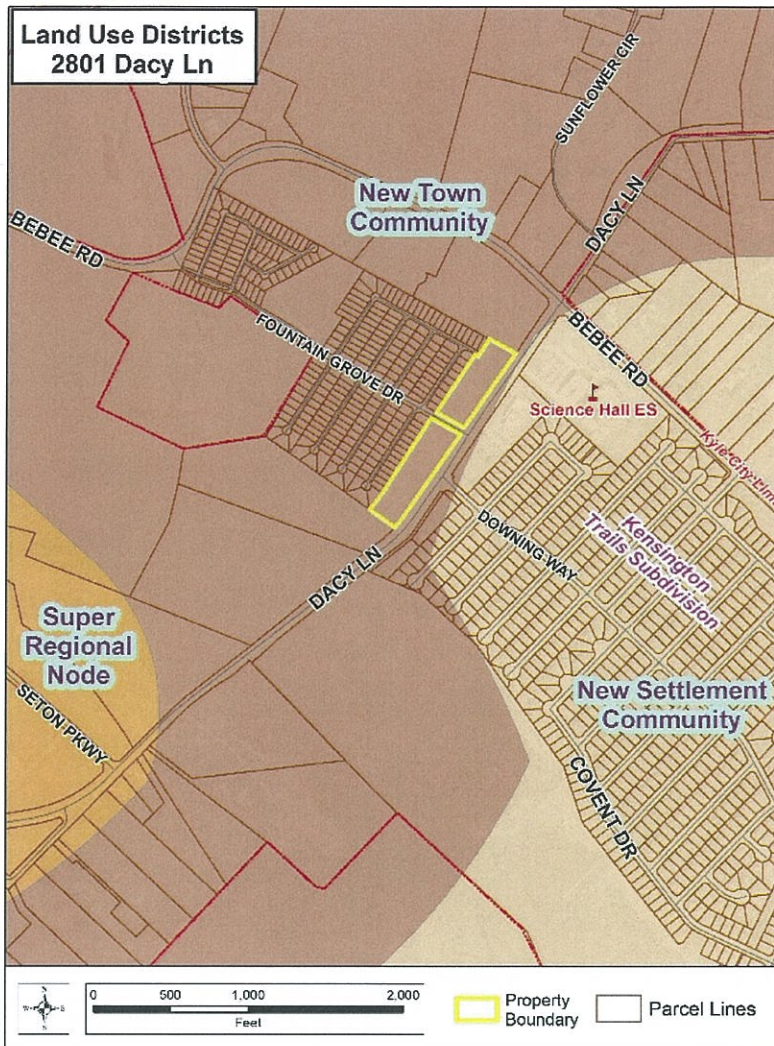 Land Use Districts
2801 Dacy Ln
SUNFLOWER CIR
New Town
Community
DACY LN
BEBEE RD
BEBEE RD
FOUNTAIN GROVE DR
Science Hall ES
Kyle City Limit
Kensington
Trails Subdivision
DOWNING WAY
DACY LN
Super
Regional
Node
SETON PKWY
New Settlement
Community
COVENT DR
N
W
E
S
0 500 1,000 2,000
Feet
Property
Boundary
Parcel Lines